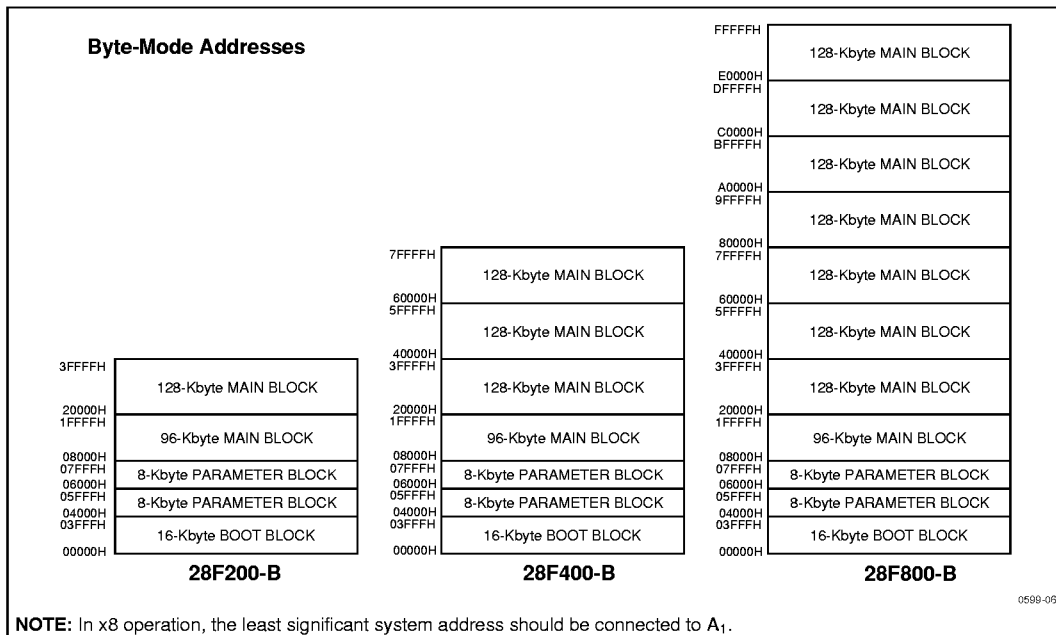 Byte-Mode Addresses
3FFFFH
128-Kbyte MAIN BLOCK
20000H
1FFFFH
96-Kbyte MAIN BLOCK
08000H
07FFFH
8-Kbyte PARAMETER BLOCK
06000H
05FFFH
8-Kbyte PARAMETER BLOCK
04000H
03FFFH
16-Kbyte BOOT BLOCK
00000H
28F200-B
7FFFFH
128-Kbyte MAIN BLOCK
60000H
5FFFFH
128-Kbyte MAIN BLOCK
40000H
3FFFFH
128-Kbyte MAIN BLOCK
20000H
1FFFFH
96-Kbyte MAIN BLOCK
08000H
07FFFH
8-Kbyte PARAMETER BLOCK
06000H
05FFFH
8-Kbyte PARAMETER BLOCK
04000H
03FFFH
16-Kbyte BOOT BLOCK
00000H
28F400-B
FFFFFH
128-Kbyte MAIN BLOCK
E0000H
DFFFFH
128-Kbyte MAIN BLOCK
C0000H
BFFFFH
128-Kbyte MAIN BLOCK
A0000H
9FFFFH
128-Kbyte MAIN BLOCK
80000H
7FFFFH
128-Kbyte MAIN BLOCK
60000H
5FFFFH
128-Kbyte MAIN BLOCK
40000H
3FFFFH
128-Kbyte MAIN BLOCK
20000H
1FFFFH
96-Kbyte MAIN BLOCK
08000H
07FFFH
8-Kbyte PARAMETER BLOCK
06000H
05FFFH
8-Kbyte PARAMETER BLOCK
04000H
03FFFH
16-Kbyte BOOT BLOCK
00000H
28F800-B
0599-06
NOTE: In x8 operation, the least significant system address should be connected to A₁.